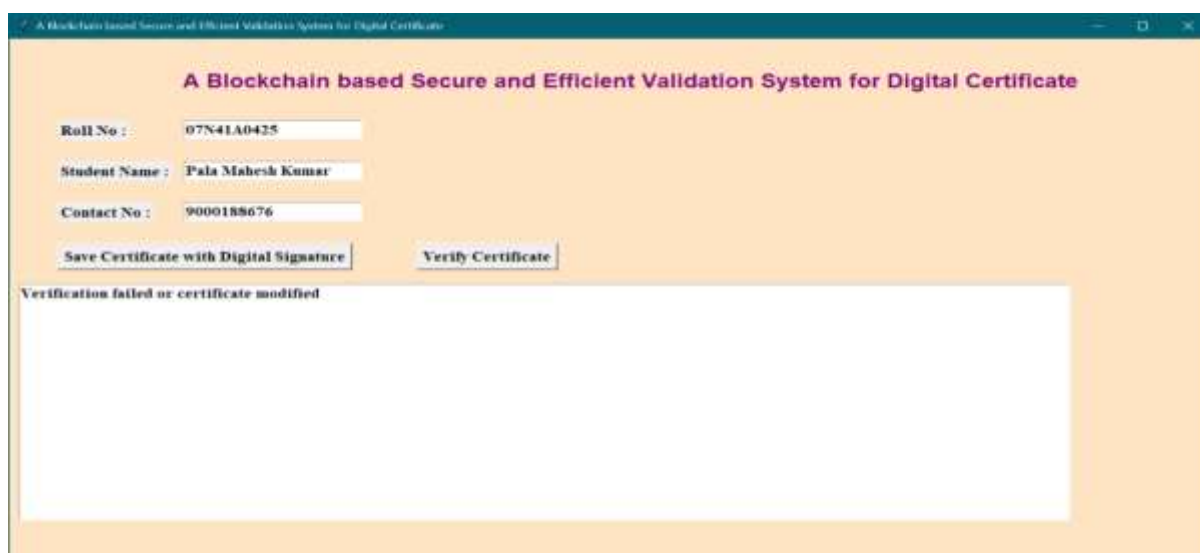 A Blockchain based Secure and Efficient Validation System for Digital Certificate
A Blockchain based Secure and Efficient Validation System for Digital Certificate
Roll No : 07N41A0425
Student Name : Pala Mahesh Kumar
Contact No : 9000188676
Save Certificate with Digital Signature Verify Certificate
Verification failed or certificate modified